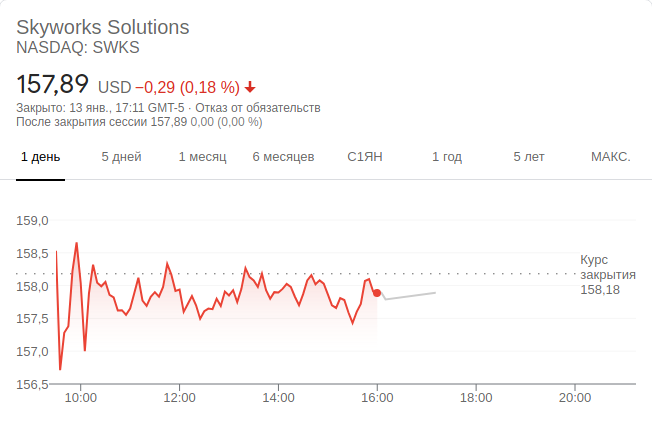 Skyworks Solutions
NASDAQ: SWKS
157,89 USD −0,29 (0,18 %)
Закрыто: 13 янв., 17:11 GMT-5 · Отказ от обязательств
После закрытия сессии 157,89 0,00 (0,00 %)
1 день 5 дней 1 месяц 6 месяцев С1ЯН 1 год 5 лет МАКС.
159,0
158,5
Курс
закрытия
158,18
158,0
157,5
157,0
156,5
10:00 12:00 14:00 16:00 18:00 20:00